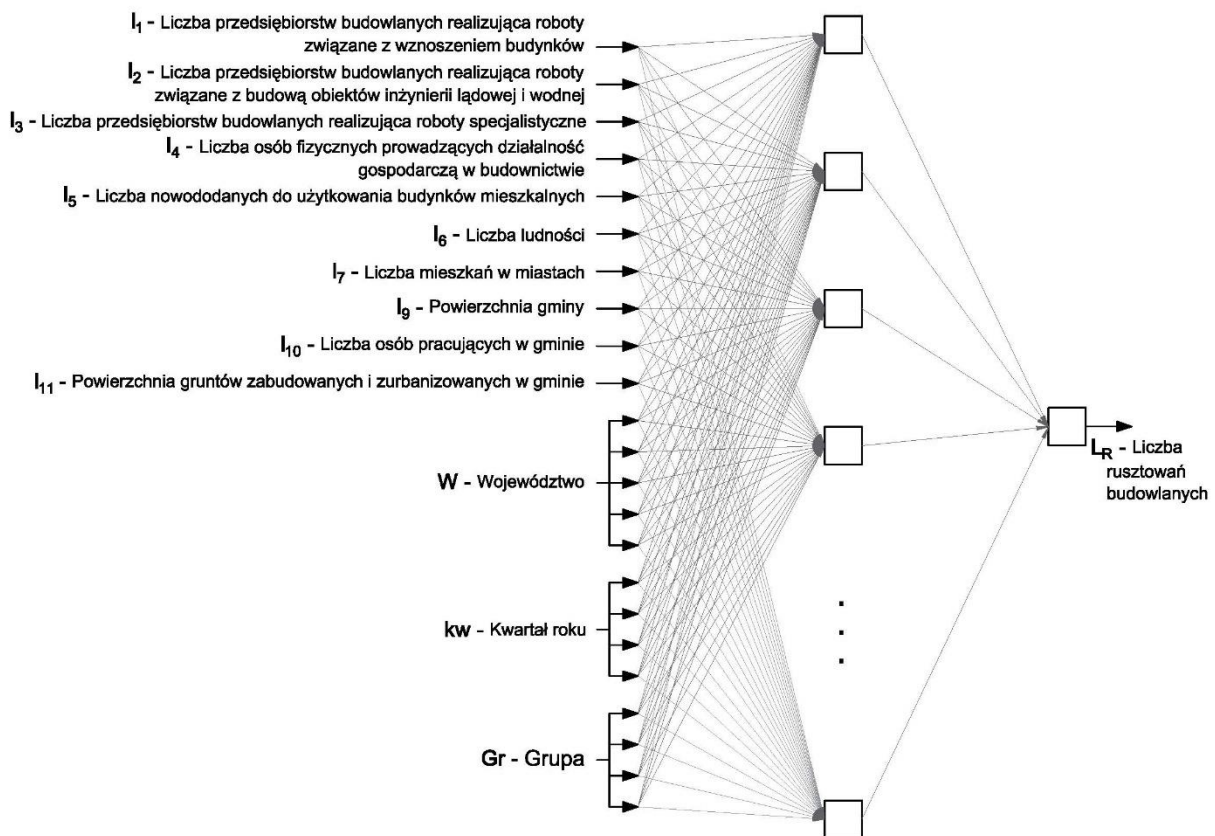 I1 - Liczba przedsiębiorstw budowlanych realizująca roboty
związane z wznoszeniem budynków
I2 - Liczba przedsiębiorstw budowlanych realizująca roboty
związane z budową obiektów inżynierii lądowej i wodnej
I3 - Liczba przedsiębiorstw budowlanych realizująca roboty specjalistyczne
I4 - Liczba osób fizycznych prowadzących działalność
gospodarczą w budownictwie
I5 - Liczba nowododanych do użytkowania budynków mieszkalnych
I6 - Liczba ludności
I7 - Liczba mieszkań w miastach
I9 - Powierzchnia gminy
I10 - Liczba osób pracujących w gminie
I11 - Powierzchnia gruntów zabudowanych i zurbanizowanych w gminie
W - Województwo
kw - Kwartał roku
Gr - Grupa
LR - Liczba
rusztowań
budowlanych